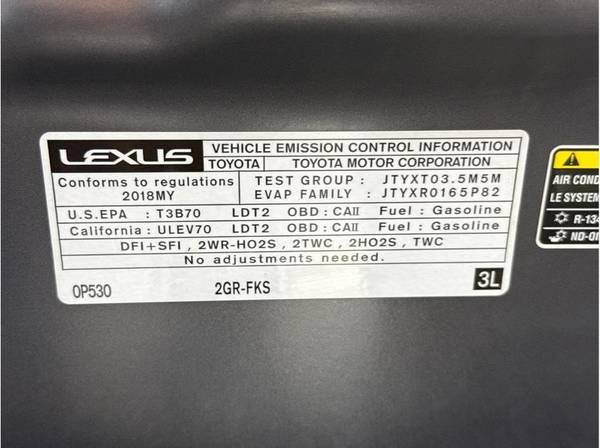 LEXUS VEHICLE EMISSION CONTROL INFORMATION
TOYOTA TOYOTA MOTOR CORPORATION
Conforms to regulations
2018MY
TEST GROUP : JTYXT03.5M5M
EVAP FAMILY : JTYXR0165P82
U.S.EPA : T3B70 LDT2 OBD : CAII Fuel : Gasoline
California : ULEV70 LDT2 OBD : CAII Fuel : Gasoline
DFI+SFI , 2WR-HO2S , 2TWC , 2HO2S , TWC
No adjustments needed.
0P530 2GR-FKS 3L
AIR COND
LE SYSTEM
R-134
ND-OI